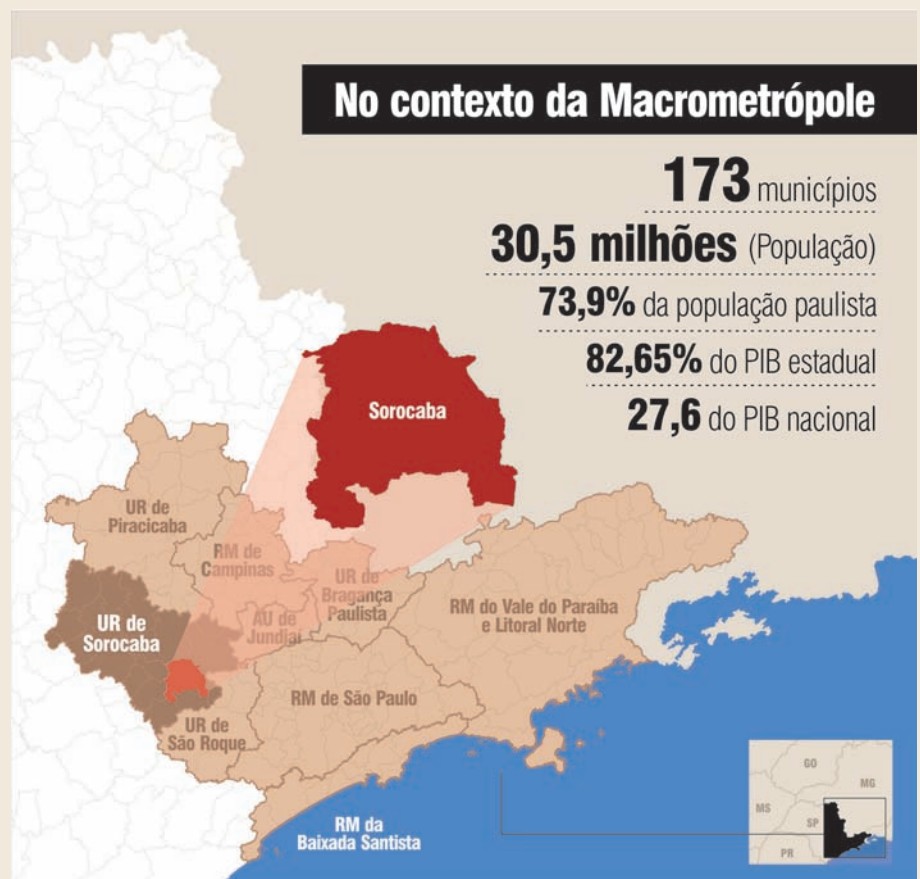 No contexto da Macrometrópole
173 municípios
30,5 milhões (População)
73,9% da população paulista
82,65% do PIB estadual
27,6 do PIB nacional
Sorocaba
UR de
Piracicaba
RM de
Campinas
UR de
Bragança
Paulista
AU de
Jundiaí
RM do Vale do Paraíba
e Litoral Norte
UR de
Sorocaba
RM de São Paulo
UR de
São Roque
RM da
Baixada Santista
GO
MG
MS
SP
PR